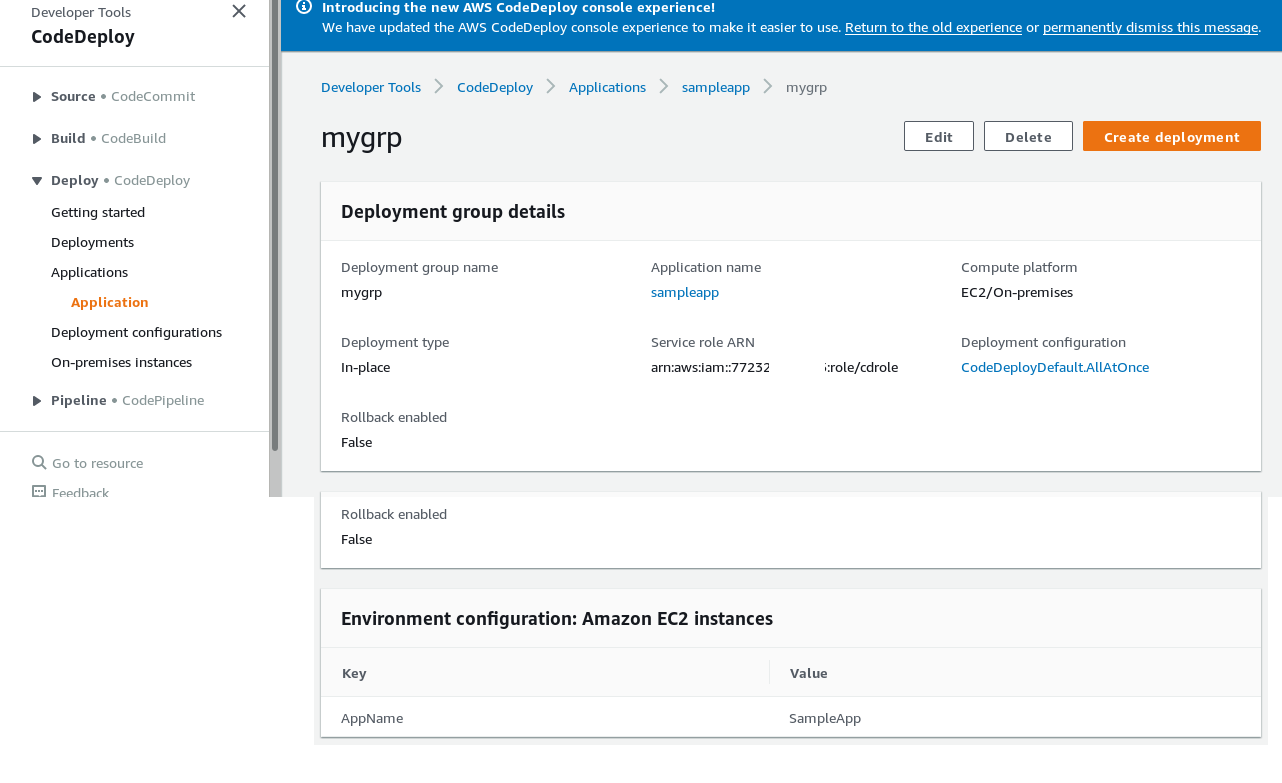 Developer Tools
CodeDeploy
Source • CodeCommit
Build • CodeBuild
Deploy • CodeDeploy
Getting started
Deployments
Applications
Application
Deployment configurations
On-premises instances
Pipeline • CodePipeline
Go to resource
Feedback
Introducing the new AWS CodeDeploy console experience!
We have updated the AWS CodeDeploy console experience to make it easier to use. Return to the old experience or permanently dismiss this message.
Developer Tools > CodeDeploy > Applications > sampleapp > mygrp
mygrp
Edit
Delete
Create deployment
Deployment group details
Deployment group name
mygrp
Application name
sampleapp
Compute platform
EC2/On-premises
Deployment type
In-place
Service role ARN
arn:aws:iam::77232 :role/cdrole
Deployment configuration
CodeDeployDefault.AllAtOnce
Rollback enabled
False
Rollback enabled
False
Environment configuration: Amazon EC2 instances
Key
Value
AppName
SampleApp